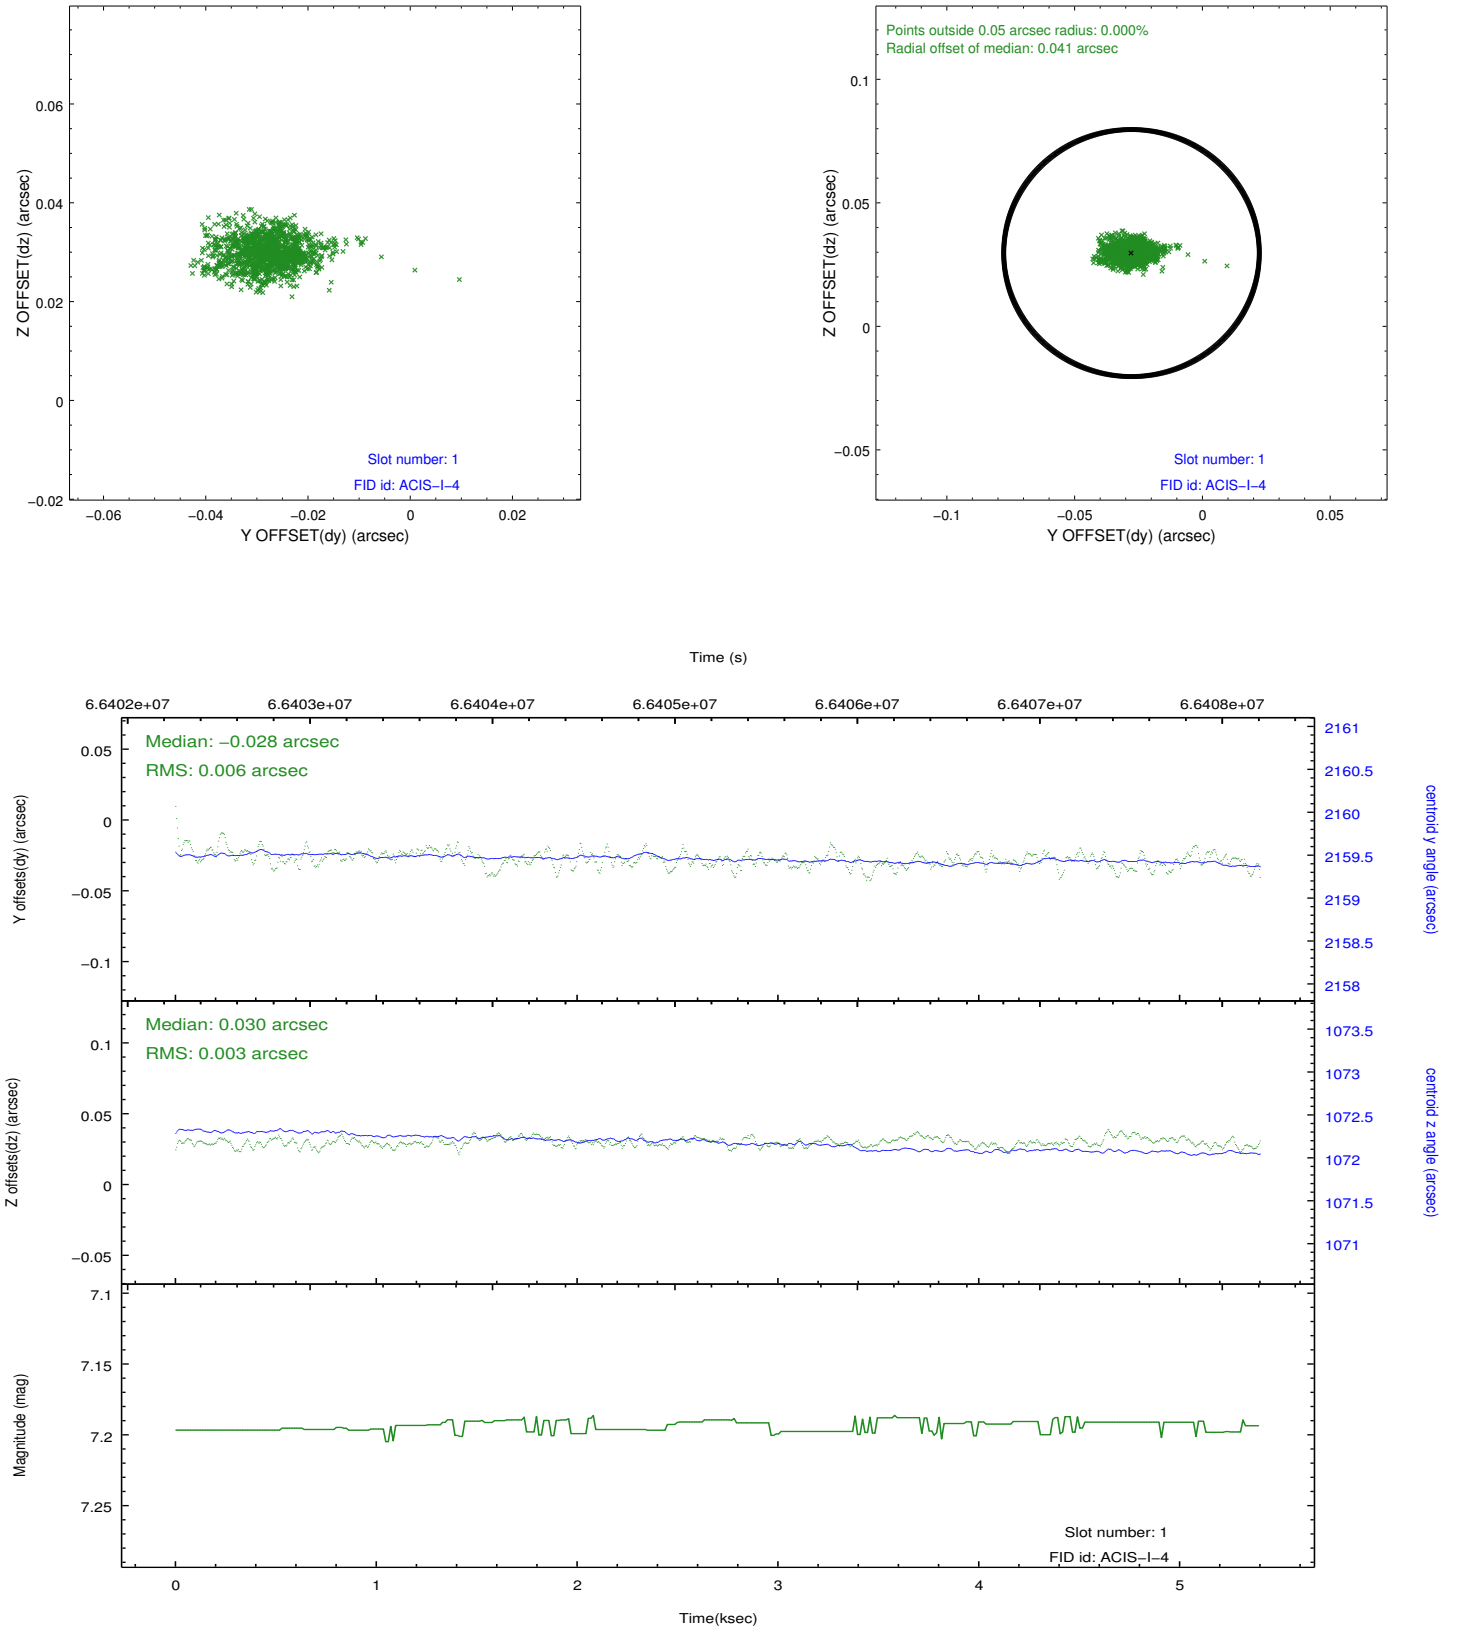 0.06
0.04
0.02
0
−0.02
−0.06
−0.04
−0.02
0
0.02
Z OFFSET(dz) (arcsec)
Y OFFSET(dy) (arcsec)
Slot number: 1
FID id: ACIS−I−4
Points outside 0.05 arcsec radius: 0.000%
Radial offset of median: 0.041 arcsec
0.1
0.05
0
−0.05
−0.1
−0.05
0
0.05
Z OFFSET(dz) (arcsec)
Y OFFSET(dy) (arcsec)
Slot number: 1
FID id: ACIS−I−4
Time (s)
6.6402e+07
6.6403e+07
6.6404e+07
6.6405e+07
6.6406e+07
6.6407e+07
6.6408e+07
Median: −0.028 arcsec
RMS: 0.006 arcsec
0.05
0
−0.05
−0.1
Y offsets(dy) (arcsec)
2161
2160.5
2160
2159.5
2159
2158.5
2158
centroid y angle (arcsec)
Median: 0.030 arcsec
RMS: 0.003 arcsec
0.1
0.05
0
−0.05
Z offsets(dz) (arcsec)
1073.5
1073
1072.5
1072
1071.5
1071
centroid z angle (arcsec)
7.1
7.15
7.2
7.25
Magnitude (mag)
Slot number: 1
FID id: ACIS−I−4
0
1
2
3
4
5
Time(ksec)